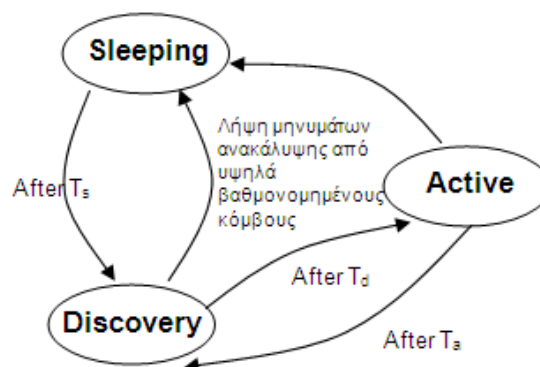 Sleeping
Λήψη μηνυμάτων
ανακάλυψης από
υψηλά
βαθμονομημένους
κόμβους
Active
After Ts
After Td
Discovery
After Ta